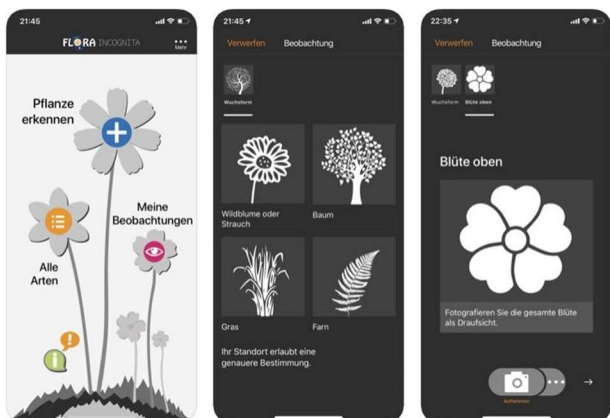 21:45
FLORA INCOGNITA
Mehr
Pflanze
erkennen
Meine
Beobachtungen
Alle
Arten
21:45
Verwerfen Beobachtung
Wuchsform
Wildblume oder
Strauch
Baum
Gras
Farn
Ihr Standort erlaubt eine
genauere Bestimmung.
22:35
Verwerfen Beobachtung
Wuchsform Blüte oben
Blüte oben
Fotografieren Sie die gesamte Blüte
als Draufsicht.
Aufnehmen